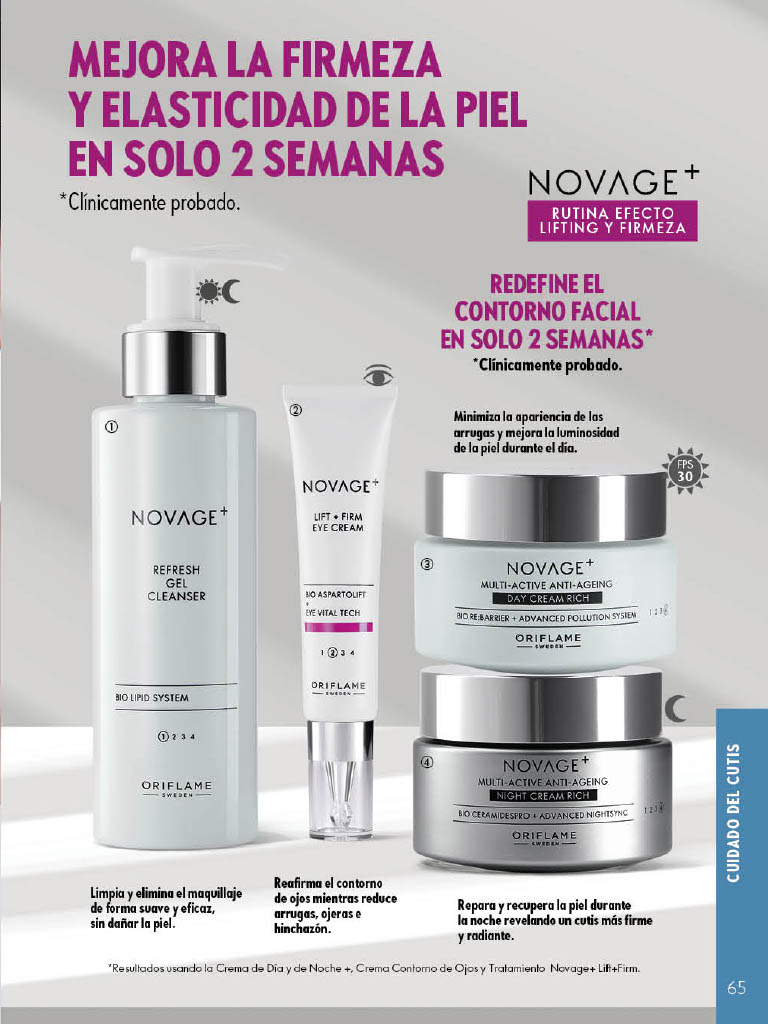 MEJORA LA FIRMEZA
Y ELASTICIDAD DE LA PIEL
EN SOLO 2 SEMANAS
*Clínicamente probado.
NOVAGE+
RUTINA EFECTO
LIFTING Y FIRMEZA
REDEFINE EL
CONTORNO FACIAL
EN SOLO 2 SEMANAS*
*Clínicamente probado.
Minimiza la apariencia de las
arrugas y mejora la luminosidad
de la piel durante el día.
FPS
30
1
NOVAGE+
REFRESH
GEL
CLEANSER
BIO LIPID SYSTEM
1 2 3 4
ORIFLAME
SWEDEN
2
NOVAGE+
LIFT + FIRM
EYE CREAM
BIO ASPARTOLIFT
+
EYE VITAL TECH
1 2 3 4
ORIFLAME
SWEDEN
3
NOVAGE+
MULTI-ACTIVE ANTI-AGEING
DAY CREAM RICH
BIO RE:BARRIER + ADVANCED POLLUTION SYSTEM
1 2 3 4
ORIFLAME
SWEDEN
4
NOVAGE+
MULTI-ACTIVE ANTI-AGEING
NIGHT CREAM RICH
BIO CERAMIDESPRO + ADVANCED NIGHTSYNC
1 2 3 4
ORIFLAME
SWEDEN
Limpia y elimina el maquillaje
de forma suave y eficaz,
sin dañar la piel.
Reafirma el contorno
de ojos mientras reduce
arrugas, ojeras e
hinchazón.
Repara y recupera la piel durante
la noche revelando un cutis más firme
y radiante.
*Resultados usando la Crema de Día y de Noche +, Crema Contorno de Ojos y Tratamiento Novage+ Lift+Firm.
CUIDADO DEL CUTIS
65